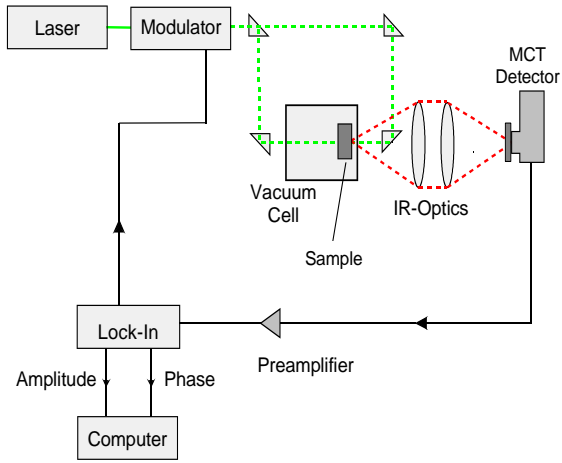 Laser
Modulator
MCT
Detector
Vacuum
Cell
IR-Optics
Sample
Lock-In
Preamplifier
Amplitude
Phase
Computer